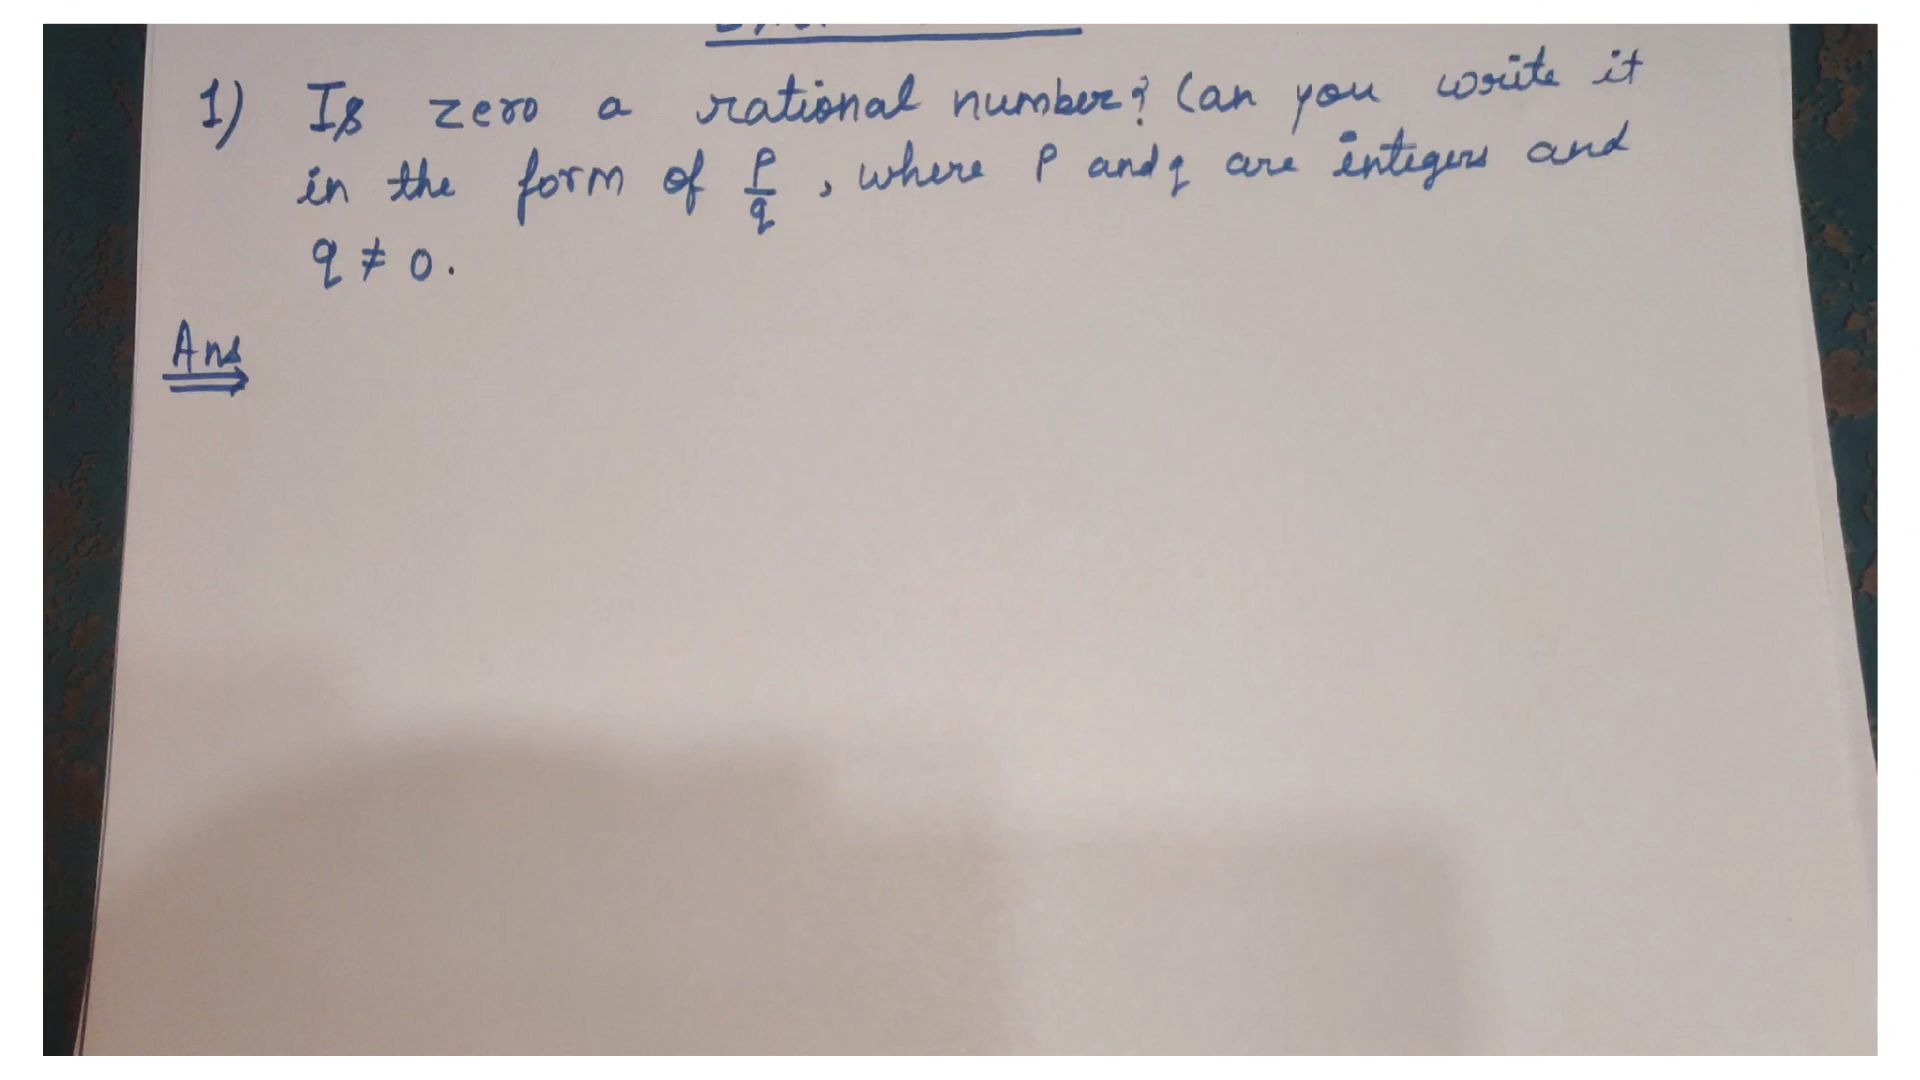 1) Is zero a rational number? Can you write it
in the form of p/q, where p and q are integers and
q ≠ 0.
Ans